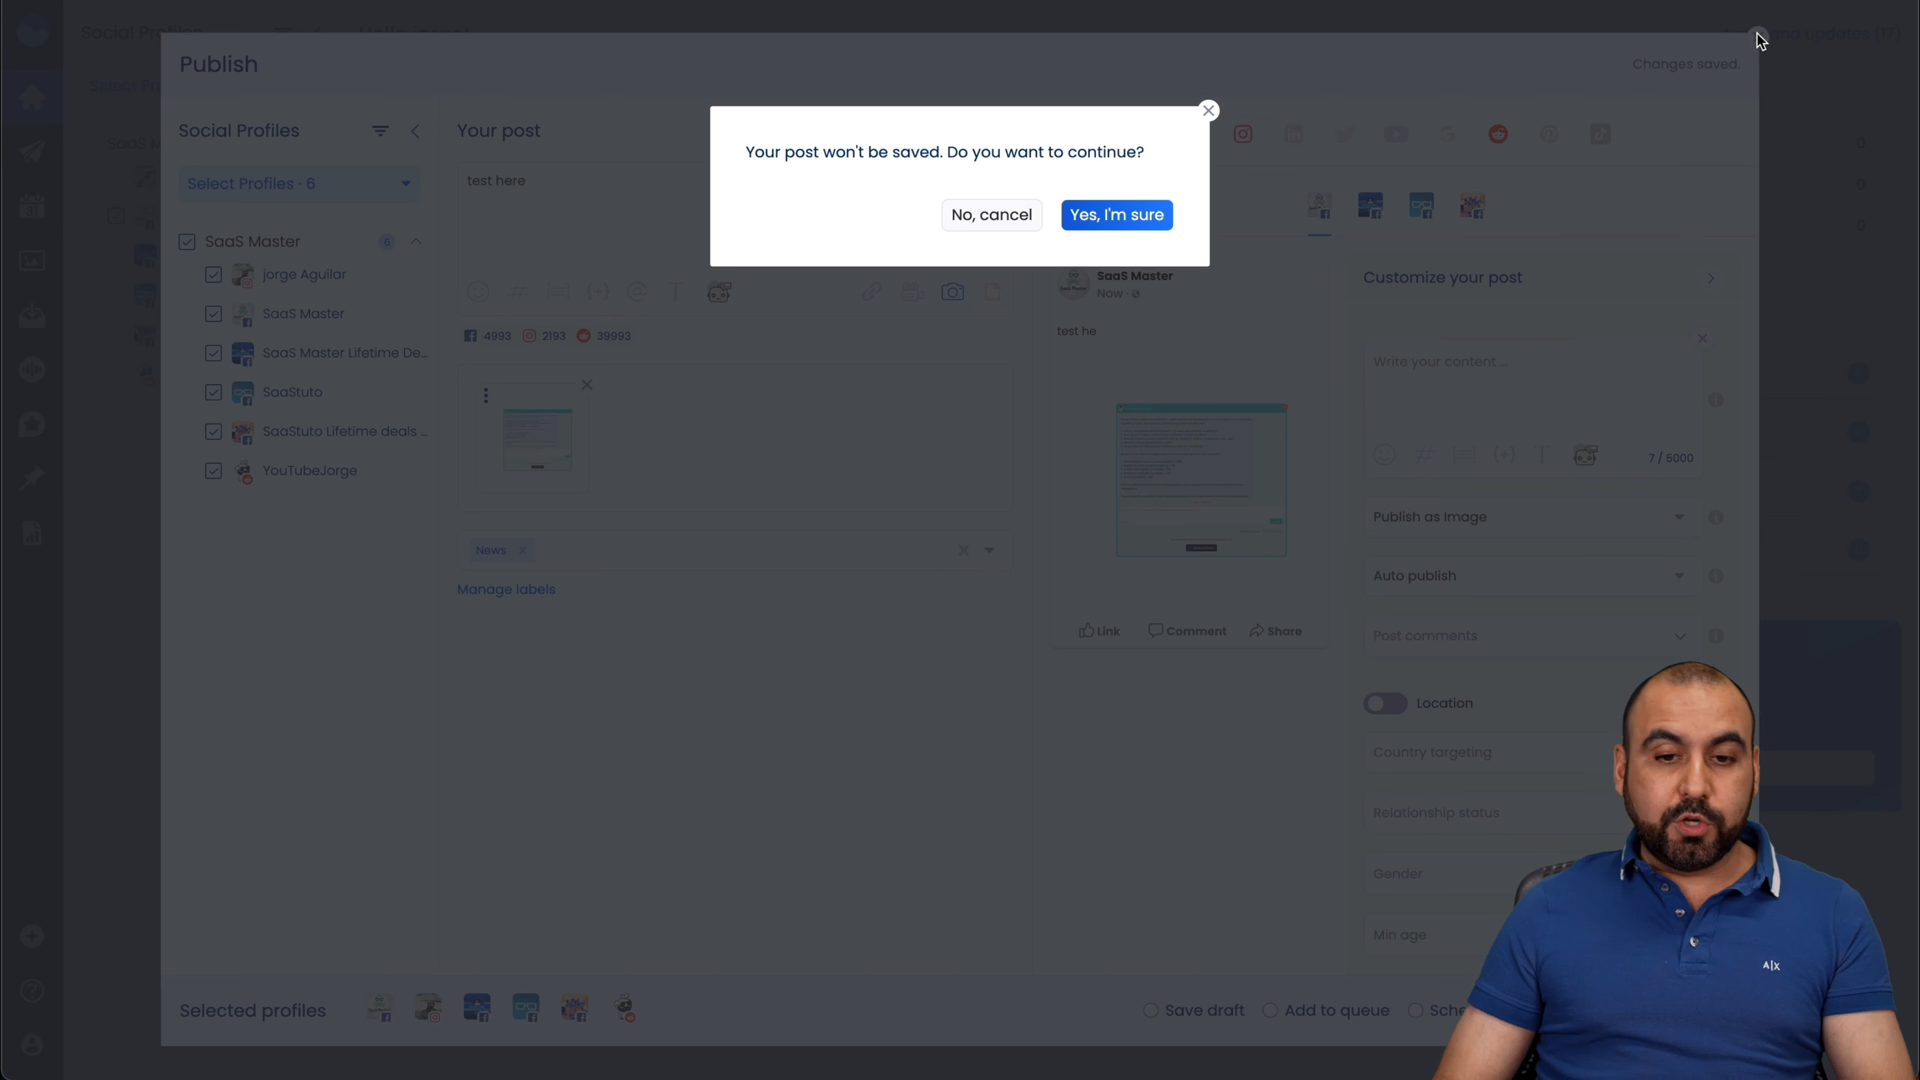 Social Profiles
Publish
Changes saved.
Social Profiles
Select Profiles · 6
SaaS Master
6
jorge Aguilar
SaaS Master
SaaS Master Lifetime De...
SaaStuto
SaaStuto Lifetime deals ...
YouTubeJorge
Your post
test here
4993
2193
39993
News
Manage labels
Your post won't be saved. Do you want to continue?
No, cancel
Yes, I'm sure
SaaS Master
Now ·
test he
Link
Comment
Share
Customize your post
Write your content ...
7 / 5000
Publish as Image
Auto publish
Post comments
Location
Country targeting
Relationship status
Gender
Min age
A|X
Selected profiles
Save draft
Add to queue
Sche